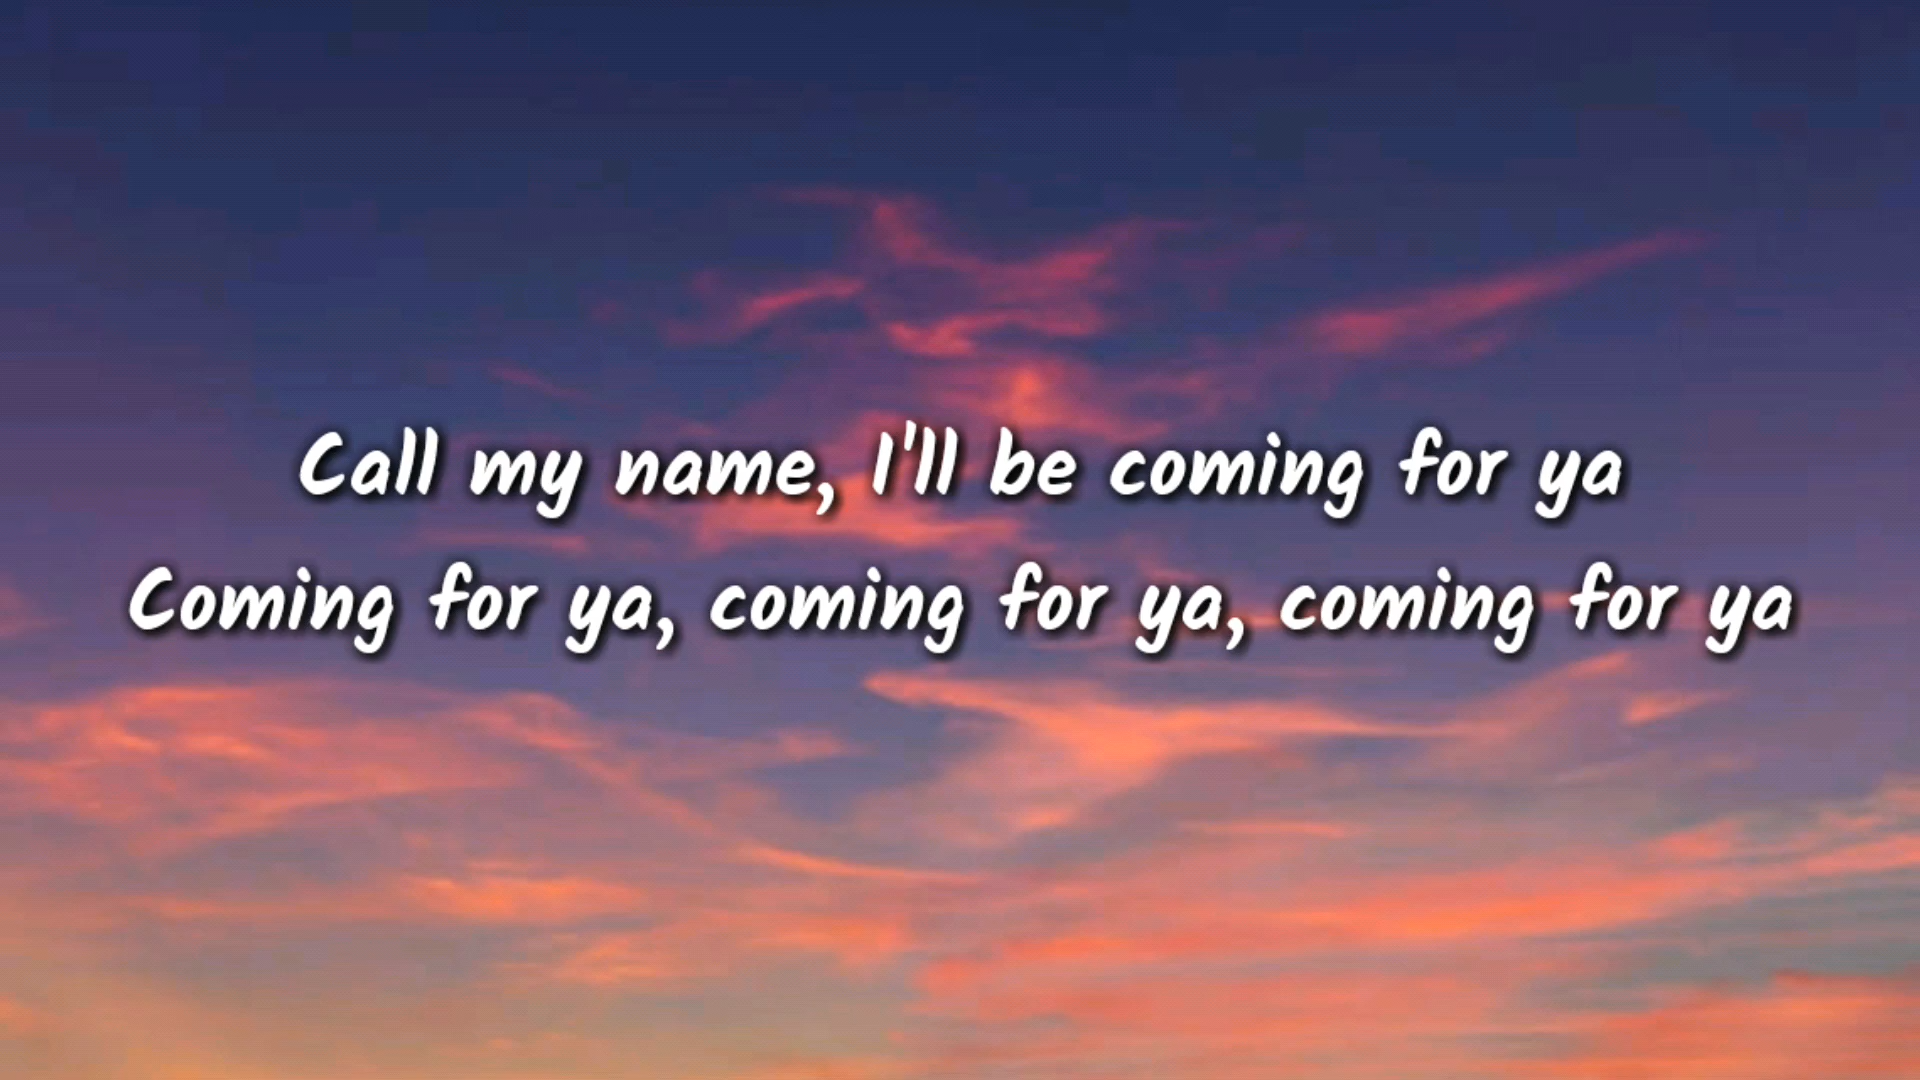 Call my name, I'll be coming for ya
Coming for ya, coming for ya, coming for ya